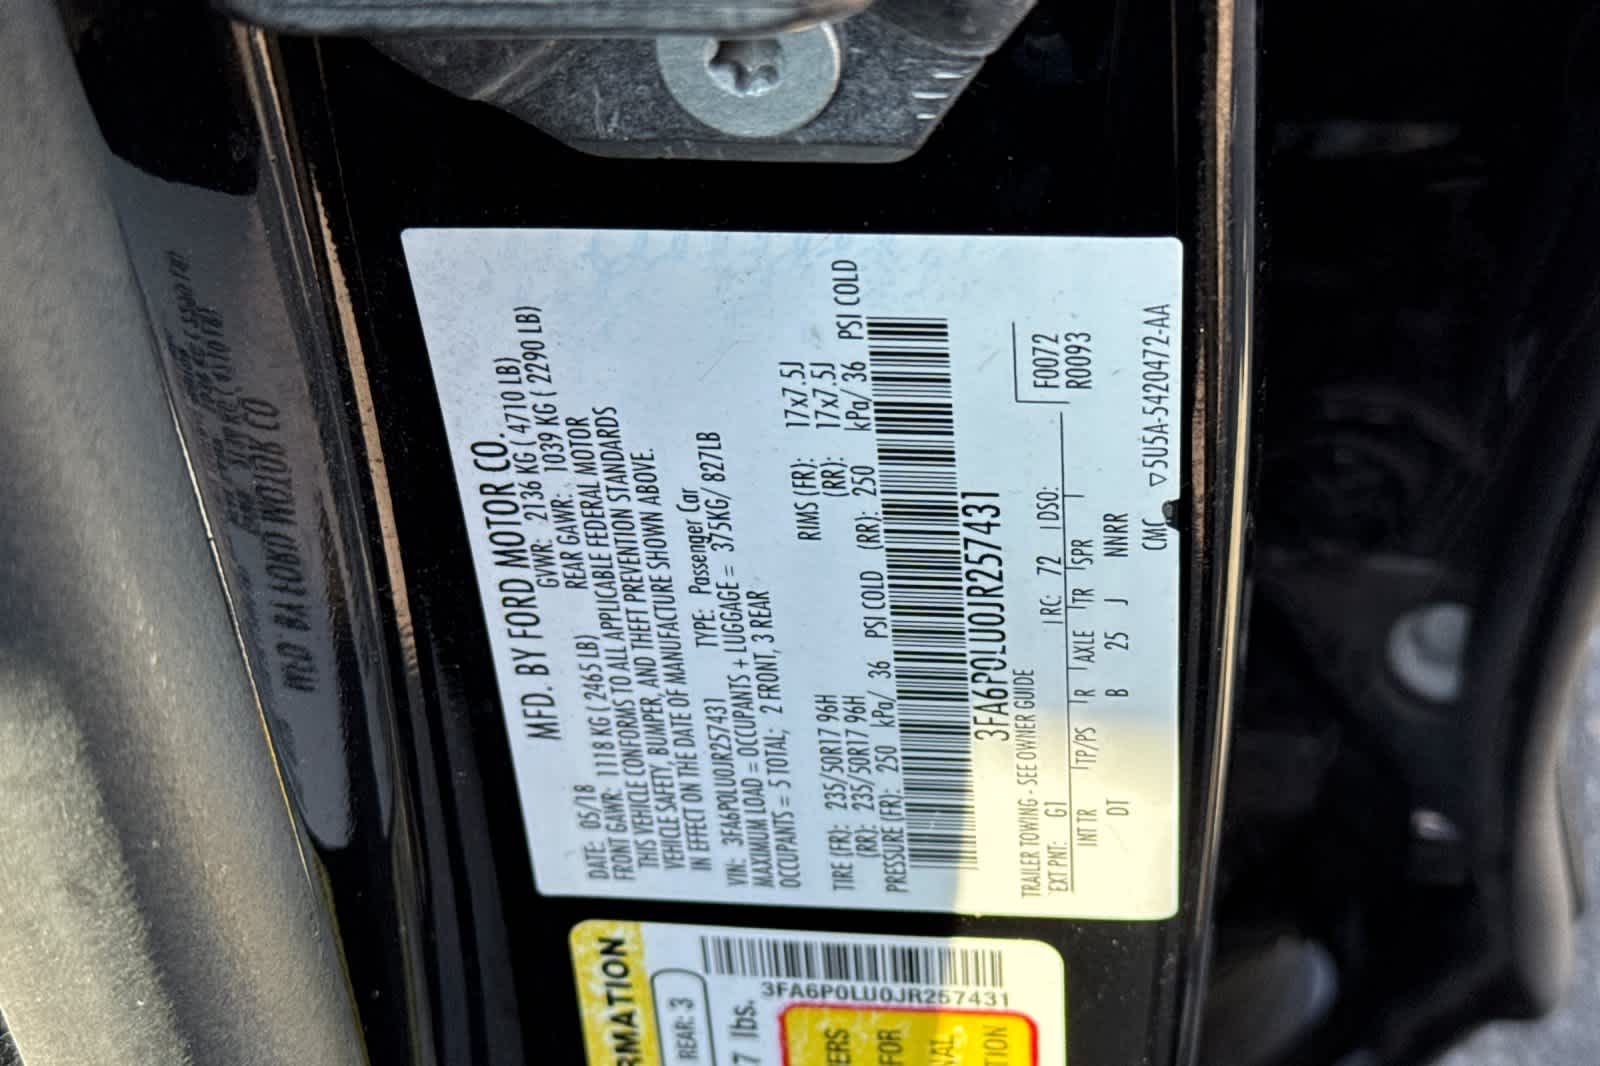 MFD. BY FORD MOTOR CO.
DATE: 05/18 GVWR: 2136 KG ( 4710 LB)
FRONT GAWR: 1118 KG ( 2465 LB) REAR GAWR: 1039 KG ( 2290 LB)
THIS VEHICLE CONFORMS TO ALL APPLICABLE FEDERAL MOTOR
VEHICLE SAFETY, BUMPER, AND THEFT PREVENTION STANDARDS
IN EFFECT ON THE DATE OF MANUFACTURE SHOWN ABOVE.
VIN: 3FA6P0LU0JR257431 TYPE: Passenger Car
MAXIMUM LOAD = OCCUPANTS + LUGGAGE = 375KG/ 827LB
OCCUPANTS = 5 TOTAL; 2 FRONT, 3 REAR
TIRE (FR): 235/50R17 96H RIMS (FR): 17x7.5J
(RR): 235/50R17 96H (RR): 17x7.5J
PRESSURE (FR): 250 kPa/ 36 PSI COLD (RR): 250 kPa/ 36 PSI COLD
3FA6P0LU0JR257431
TRAILER TOWING - SEE OWNER GUIDE
F0072
R0093
EXT PNT: G1 RC: 72 DSO:
INT TR TP/PS R AXLE TR SPR
DT B 25 J NNRR
CMC ▽5U5A-5420472-AA
RMATION
REAR: 3
7 lbs.
3FA6P0LU0JR257431
ERS
FOR
TION